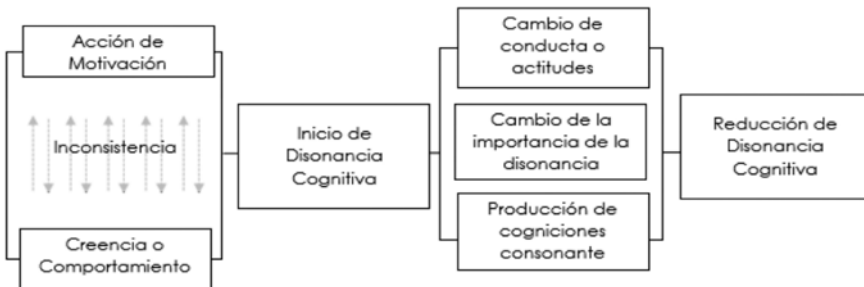 Acción de
Motivación
Inconsistencia
Creencia o
Comportamiento
Inicio de
Disonancia
Cognitiva
Cambio de
conducta o
actitudes
Cambio de la
importancia de la
disonancia
Producción de
cogniciones
consonante
Reducción de
Disonancia
Cognitiva